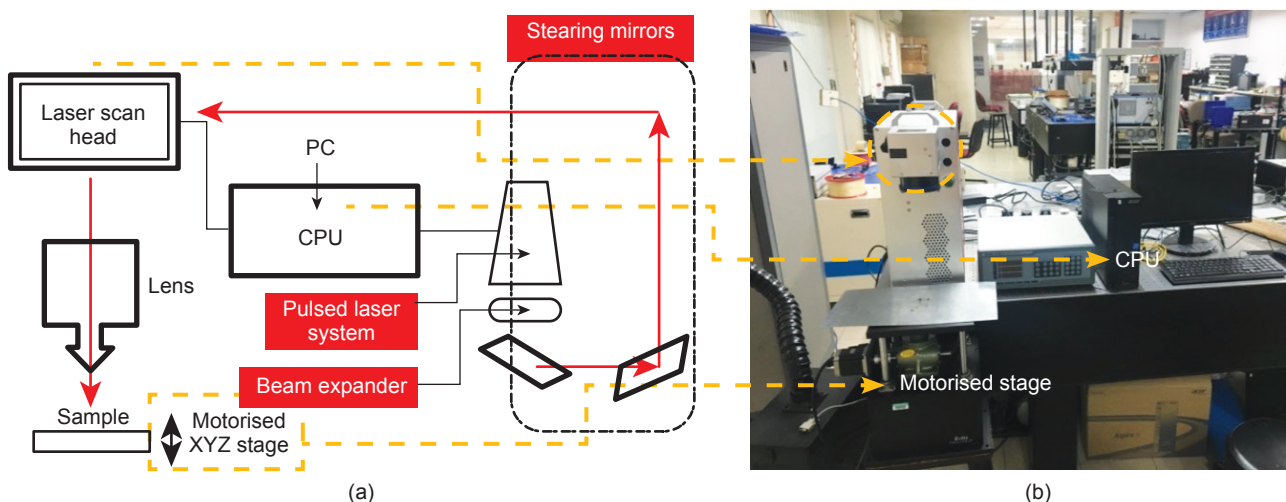 Stearing mirrors
Laser scan
head
PC
CPU
Lens
Pulsed laser
system
Beam expander
Sample
Motorised
XYZ stage
(a)
CPU
Motorised stage
(b)